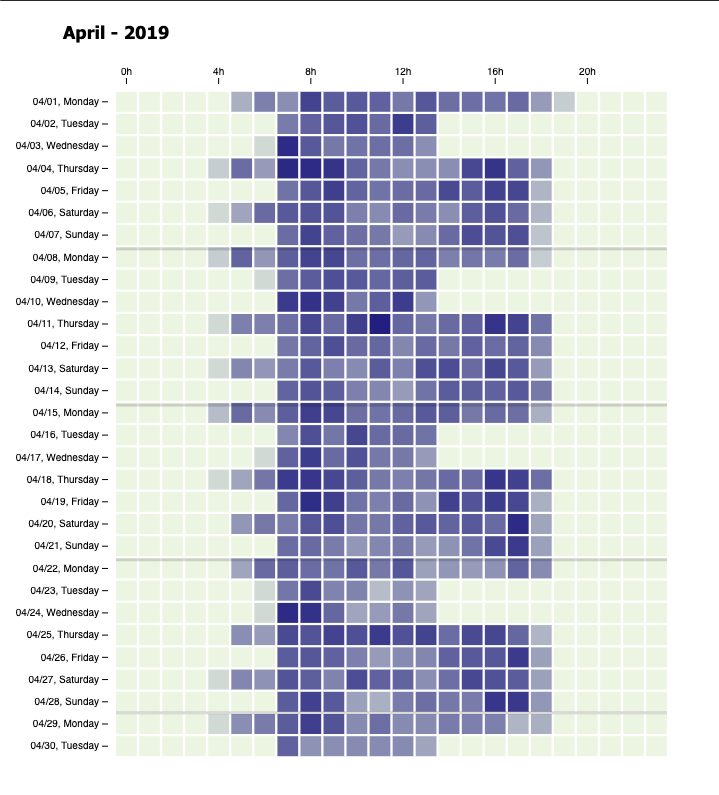 April - 2019
0h 4h 8h 12h 16h 20h
04/01, Monday
04/02, Tuesday
04/03, Wednesday
04/04, Thursday
04/05, Friday
04/06, Saturday
04/07, Sunday
04/08, Monday
04/09, Tuesday
04/10, Wednesday
04/11, Thursday
04/12, Friday
04/13, Saturday
04/14, Sunday
04/15, Monday
04/16, Tuesday
04/17, Wednesday
04/18, Thursday
04/19, Friday
04/20, Saturday
04/21, Sunday
04/22, Monday
04/23, Tuesday
04/24, Wednesday
04/25, Thursday
04/26, Friday
04/27, Saturday
04/28, Sunday
04/29, Monday
04/30, Tuesday